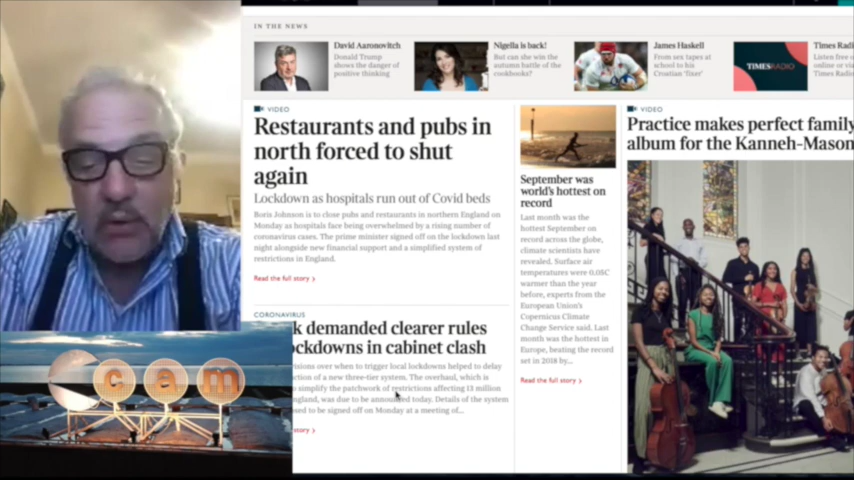 IN THE NEWS
David Aaronovitch
Donald Trump
shows the danger of
positive thinking
Nigella is back!
But can she win the
autumn battle of the
cookbooks?
James Haskell
From sex tapes at
school to his
Croatian 'fixer'
TIMES RADIO
Times Radi
Listen free o
online or via
Times Radio
VIDEO
Restaurants and pubs in
north forced to shut
again
Lockdown as hospitals run out of Covid beds
Boris Johnson is to close pubs and restaurants in northern England on
Monday as hospitals face being overwhelmed by a rising number of
coronavirus cases. The prime minister signed off on the lockdown last
night alongside new financial support and a simplified system of
restrictions in England.
Read the full story >
CORONAVIRUS
k demanded clearer rules
ockdowns in cabinet clash
isions over when to trigger local lockdowns helped to delay
ction of a new three-tier system. The overhaul, which is
simplify the patchwork of restrictions affecting 13 million
ngland, was due to be announced today. Details of the system
sed to be signed off on Monday at a meeting of...
story >
September was
world's hottest on
record
Last month was the
hottest September on
record across the globe,
climate scientists have
revealed. Surface air
temperatures were 0.05C
warmer than the year
before, experts from the
European Union's
Copernicus Climate
Change Service said. Last
month was the hottest in
Europe, beating the record
set in 2018 by...
Read the full story >
VIDEO
Practice makes perfect family
album for the Kanneh-Mason
cam